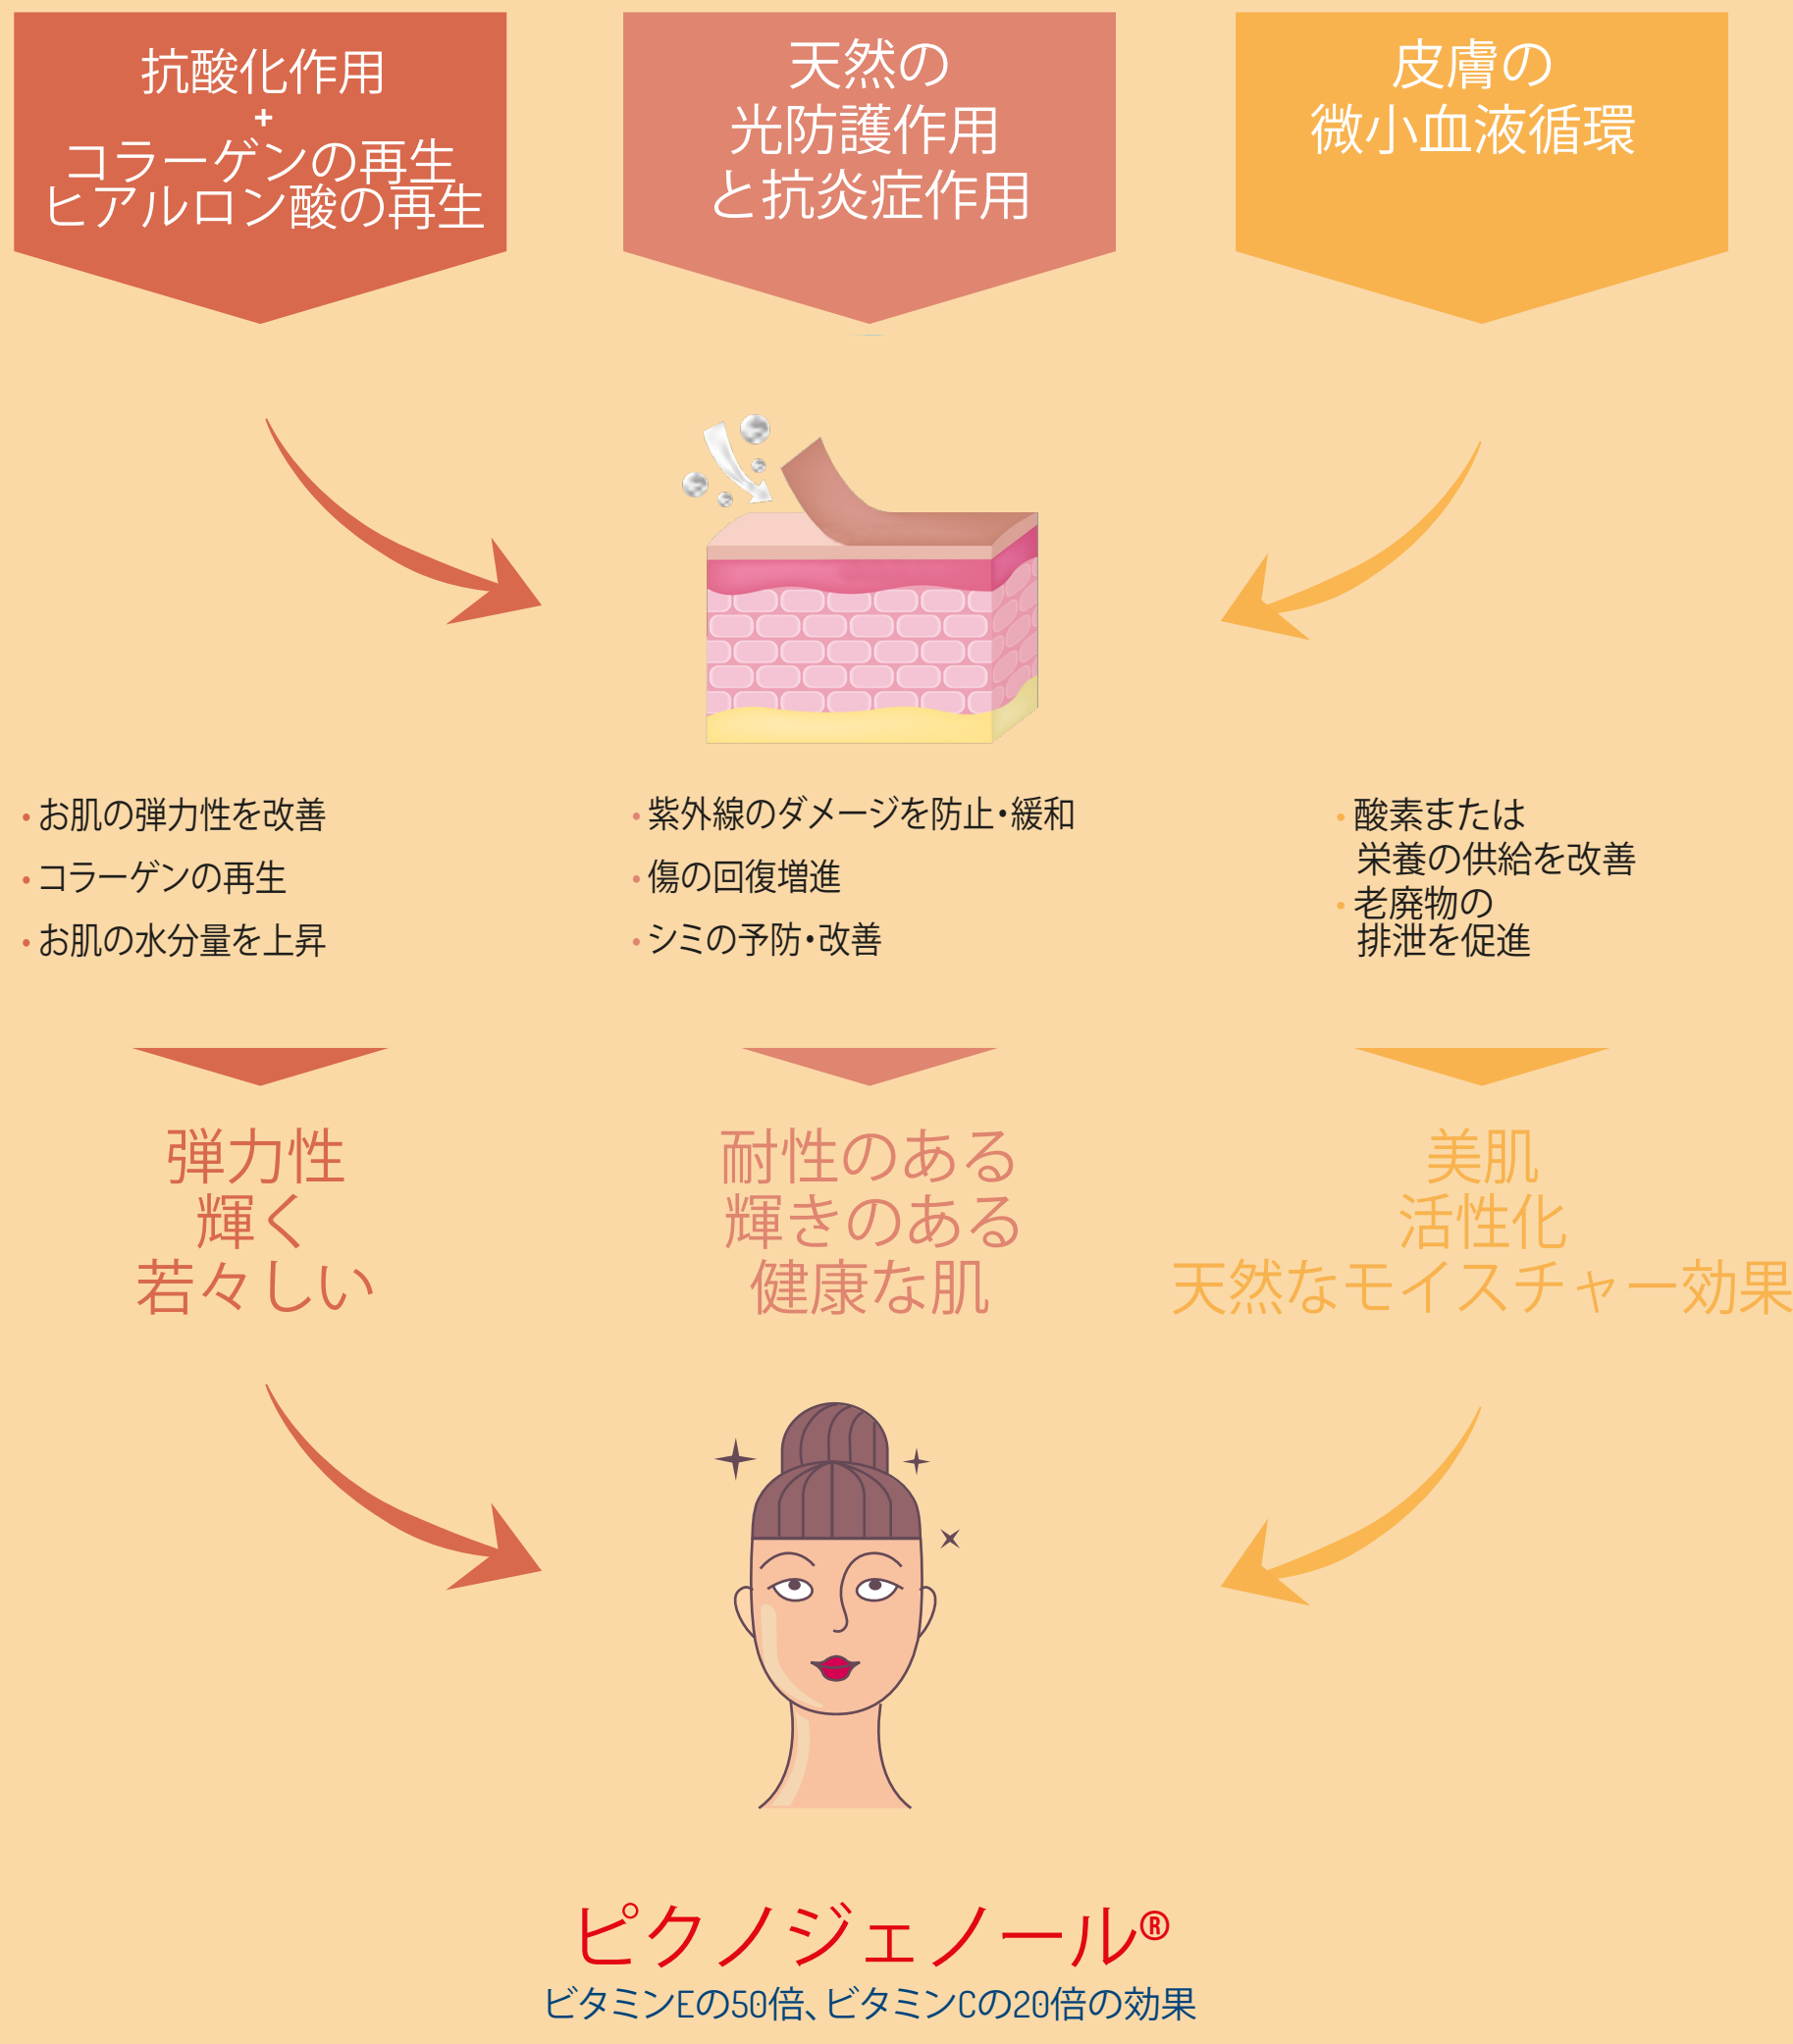 抗酸化作用
+
コラーゲンの再生
ヒアルロン酸の再生
天然の
光防護作用
と抗炎症作用
皮膚の
微小血液循環
・お肌の弾力性を改善
・コラーゲンの再生
・お肌の水分量を上昇
・紫外線のダメージを防止・緩和
・傷の回復増進
・シミの予防・改善
・酸素または
栄養の供給を改善
・老廃物の
排泄を促進
弾力性
輝く
若々しい
耐性のある
輝きのある
健康な肌
美肌
活性化
天然なモイスチャー効果
ピクノジェノール®
ビタミンEの50倍、ビタミンCの20倍の効果